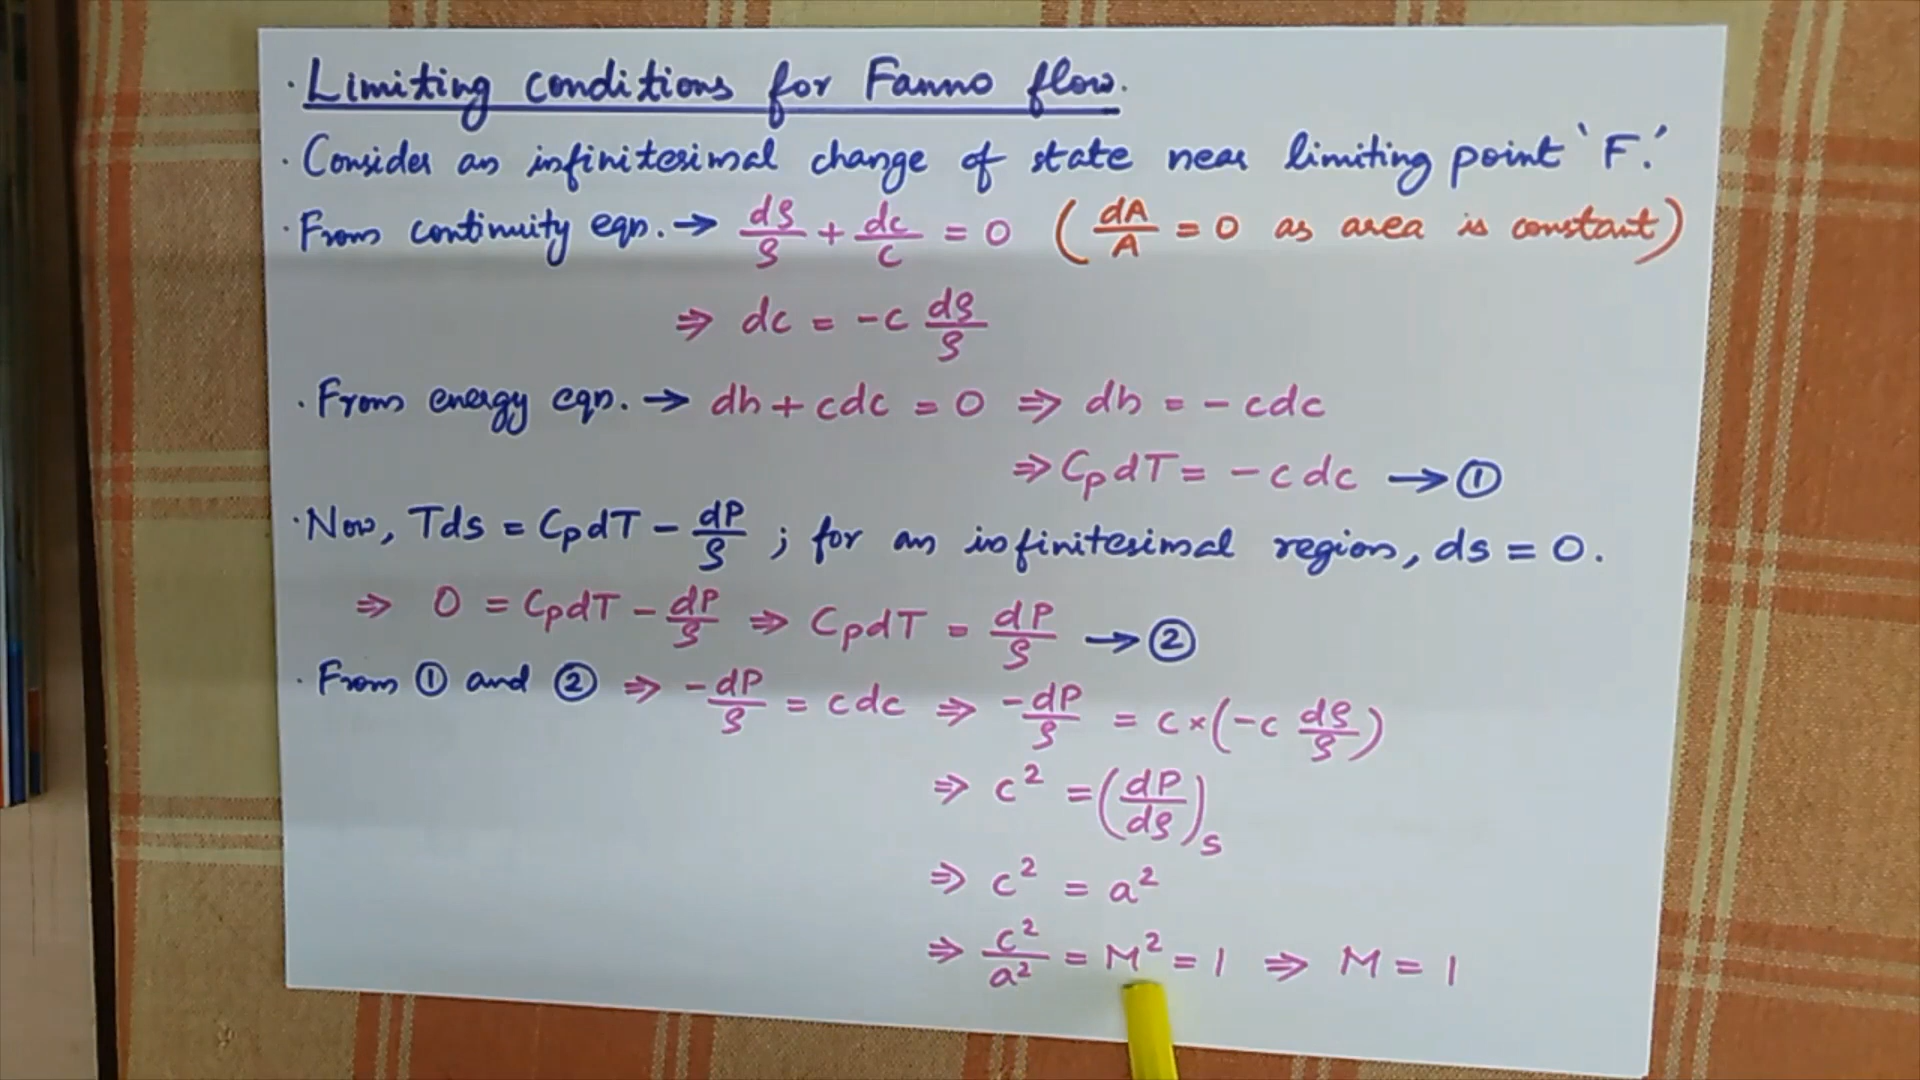 · Limiting conditions for Fanno flow.
· Consider an infinitesimal change of state near limiting point 'F.'
· From continuity eqn. → dρ/ρ + dc/c = 0 (dA/A = 0 as area is constant)
⇒ dc = -c dρ/ρ
· From energy eqn. → dh + cdc = 0 ⇒ dh = - cdc
⇒ CpdT = - c dc → ①
· Now, Tds = CpdT - dP/ρ ; for an infinitesimal region, ds = 0.
⇒ 0 = CpdT - dP/ρ ⇒ CpdT = dP/ρ → ②
· From ① and ② ⇒ -dP/ρ = cdc ⇒ -dP/ρ = c×(-c dρ/ρ)
⇒ c² = (dP/dρ)s
⇒ c² = a²
⇒ c²/a² = M² = 1 ⇒ M = 1